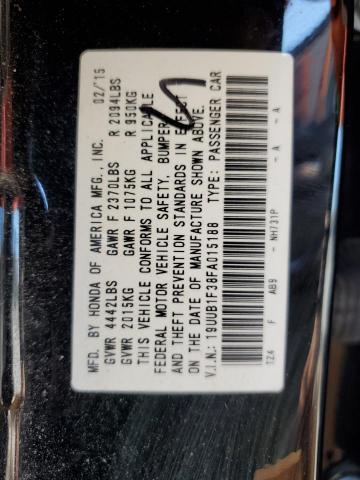 MFD. BY HONDA OF AMERICA MFG., INC. 02/'15
GVWR 4442LBS GAWR F 2370LBS R 2094LBS
GVWR 2015KG GAWR F 1075KG R 950KG
THIS VEHICLE CONFORMS TO ALL APPLICABLE
FEDERAL MOTOR VEHICLE SAFETY, BUMPER,
AND THEFT PREVENTION STANDARDS IN EFFECT
ON THE DATE OF MANUFACTURE SHOWN ABOVE.
V.I.N.: 19UUB1F38FA015188 TYPE: PASSENGER CAR
TZ4 F AB9 - NH731P - A - A